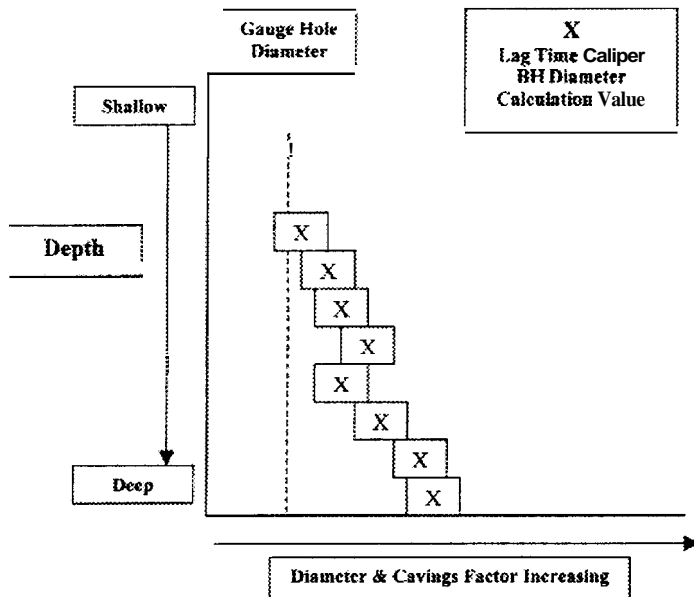 Gauge Hole
Diameter
X
Lag Time Caliper
BH Diameter
Calculation Value
Shallow
Depth
X
X
X
X
X
X
X
X
Deep
Diameter & Cavings Factor Increasing